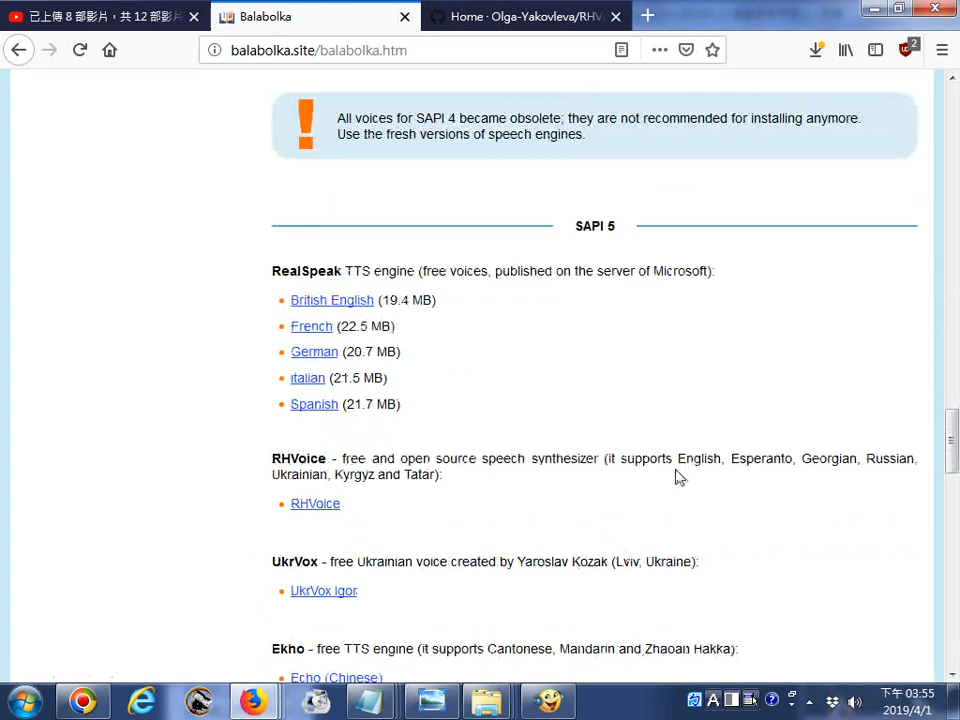 已上傳 8 部影片，共 12 部影片
Balabolka
Home · Olga-Yakovleva/RHV
balabolka.site/balabolka.htm
2
All voices for SAPI 4 became obsolete; they are not recommended for installing anymore.
Use the fresh versions of speech engines.
SAPI 5
RealSpeak TTS engine (free voices, published on the server of Microsoft):
British English (19.4 MB)
French (22.5 MB)
German (20.7 MB)
Italian (21.5 MB)
Spanish (21.7 MB)
RHVoice - free and open source speech synthesizer (it supports English, Esperanto, Georgian, Russian,
Ukrainian, Kyrgyz and Tatar):
RHVoice
UkrVox - free Ukrainian voice created by Yaroslav Kozak (Lviv, Ukraine):
UkrVox Igor
Ekho - free TTS engine (it supports Cantonese, Mandarin and Zhaoan Hakka):
Echo (Chinese)
A
下午 03:55
2019/4/1